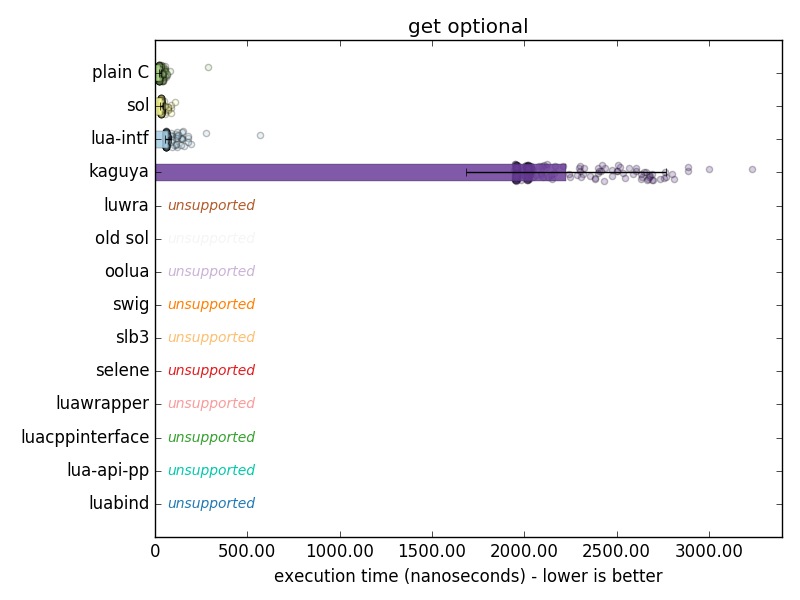 get optional
plain C
sol
lua-intf
kaguya
luwra unsupported
old sol unsupported
oolua unsupported
swig unsupported
slb3 unsupported
selene unsupported
luawrapper unsupported
luacppinterface unsupported
lua-api-pp unsupported
luabind unsupported
0 500.00 1000.00 1500.00 2000.00 2500.00 3000.00
execution time (nanoseconds) - lower is better